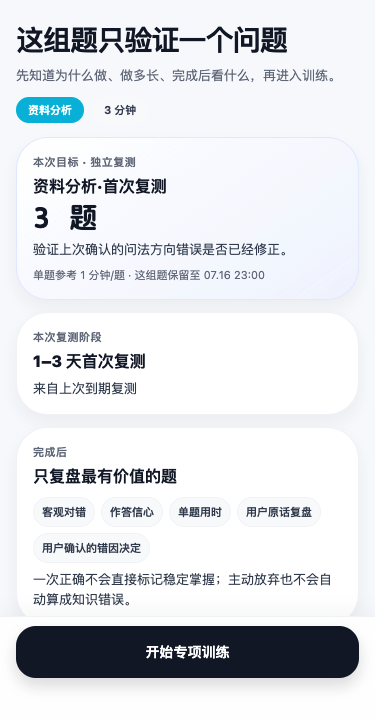 这组题只验证一个问题
先知道为什么做、做多长、完成后看什么，再进入训练。
资料分析
3 分钟
本次目标 · 独立复测
资料分析·首次复测
3 题
验证上次确认的问法方向错误是否已经修正。
单题参考 1 分钟/题 · 这组题保留至 07.16 23:00
本次复测阶段
1–3 天首次复测
来自上次到期复测
完成后
只复盘最有价值的题
客观对错
作答信心
单题用时
用户原话复盘
用户确认的错因决定
一次正确不会直接标记稳定掌握；主动放弃也不会自
动算成知识错误。
开始专项训练